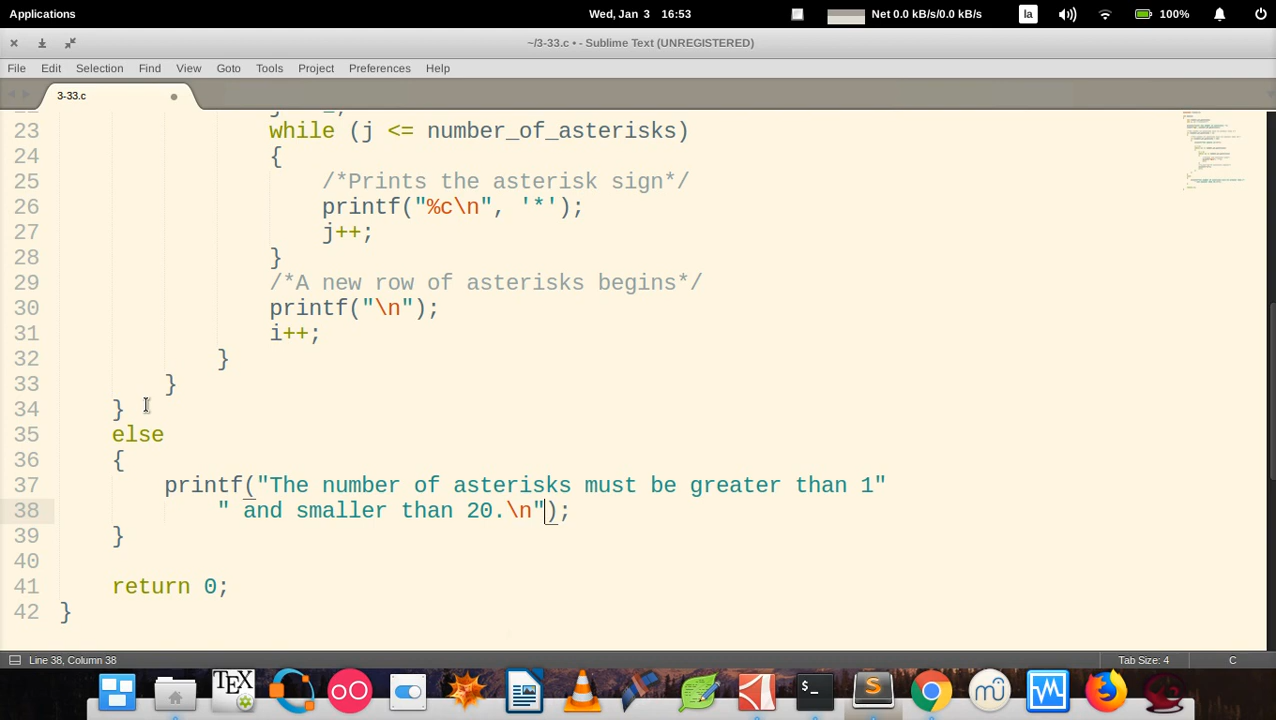 Applications
Wed, Jan 3 16:53
Net 0.0 kB/s/0.0 kB/s
la
100%
~/3-33.c • - Sublime Text (UNREGISTERED)
File Edit Selection Find View Goto Tools Project Preferences Help
3-33.c
23 while (j <= number_of_asterisks)
24 {
25 /*Prints the asterisk sign*/
26 printf("%c\n", '*');
27 j++;
28 }
29 /*A new row of asterisks begins*/
30 printf("\n");
31 i++;
32 }
33 }
34 }
35 else
36 {
37 printf("The number of asterisks must be greater than 1"
38 " and smaller than 20.\n");
39 }
40
41 return 0;
42 }
Line 38, Column 38
Tab Size: 4
C
TEX